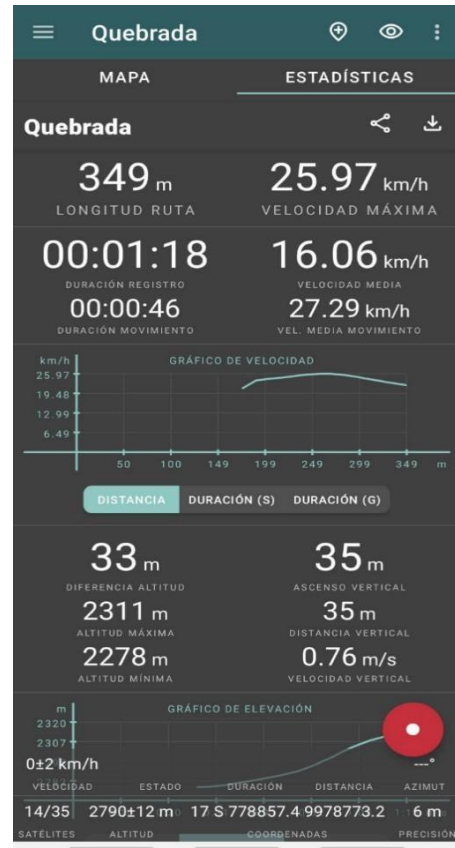 Quebrada
MAPA ESTADÍSTICAS
Quebrada
349 m 25.97 km/h
LONGITUD RUTA VELOCIDAD MÁXIMA
00:01:18 16.06 km/h
DURACIÓN REGISTRO VELOCIDAD MEDIA
00:00:46 27.29 km/h
DURACIÓN MOVIMIENTO VEL. MEDIA MOVIMIENTO
km/h GRÁFICO DE VELOCIDAD
25.97
19.48
12.99
6.49
50 100 149 199 249 299 349 m
DISTANCIA DURACIÓN (S) DURACIÓN (G)
33 m 35 m
DIFERENCIA ALTITUD ASCENSO VERTICAL
2311 m 35 m
ALTITUD MÁXIMA DISTANCIA VERTICAL
2278 m 0.76 m/s
ALTITUD MÍNIMA VELOCIDAD VERTICAL
m GRÁFICO DE ELEVACIÓN
2320
2307
0±2 km/h ---°
VELOCIDAD ESTADO DURACIÓN DISTANCIA AZIMUT
14/35 2790±12 m 17 S 778857.4 9978773.2 6 m
SATÉLITES ALTITUD COORDENADAS PRECISIÓN